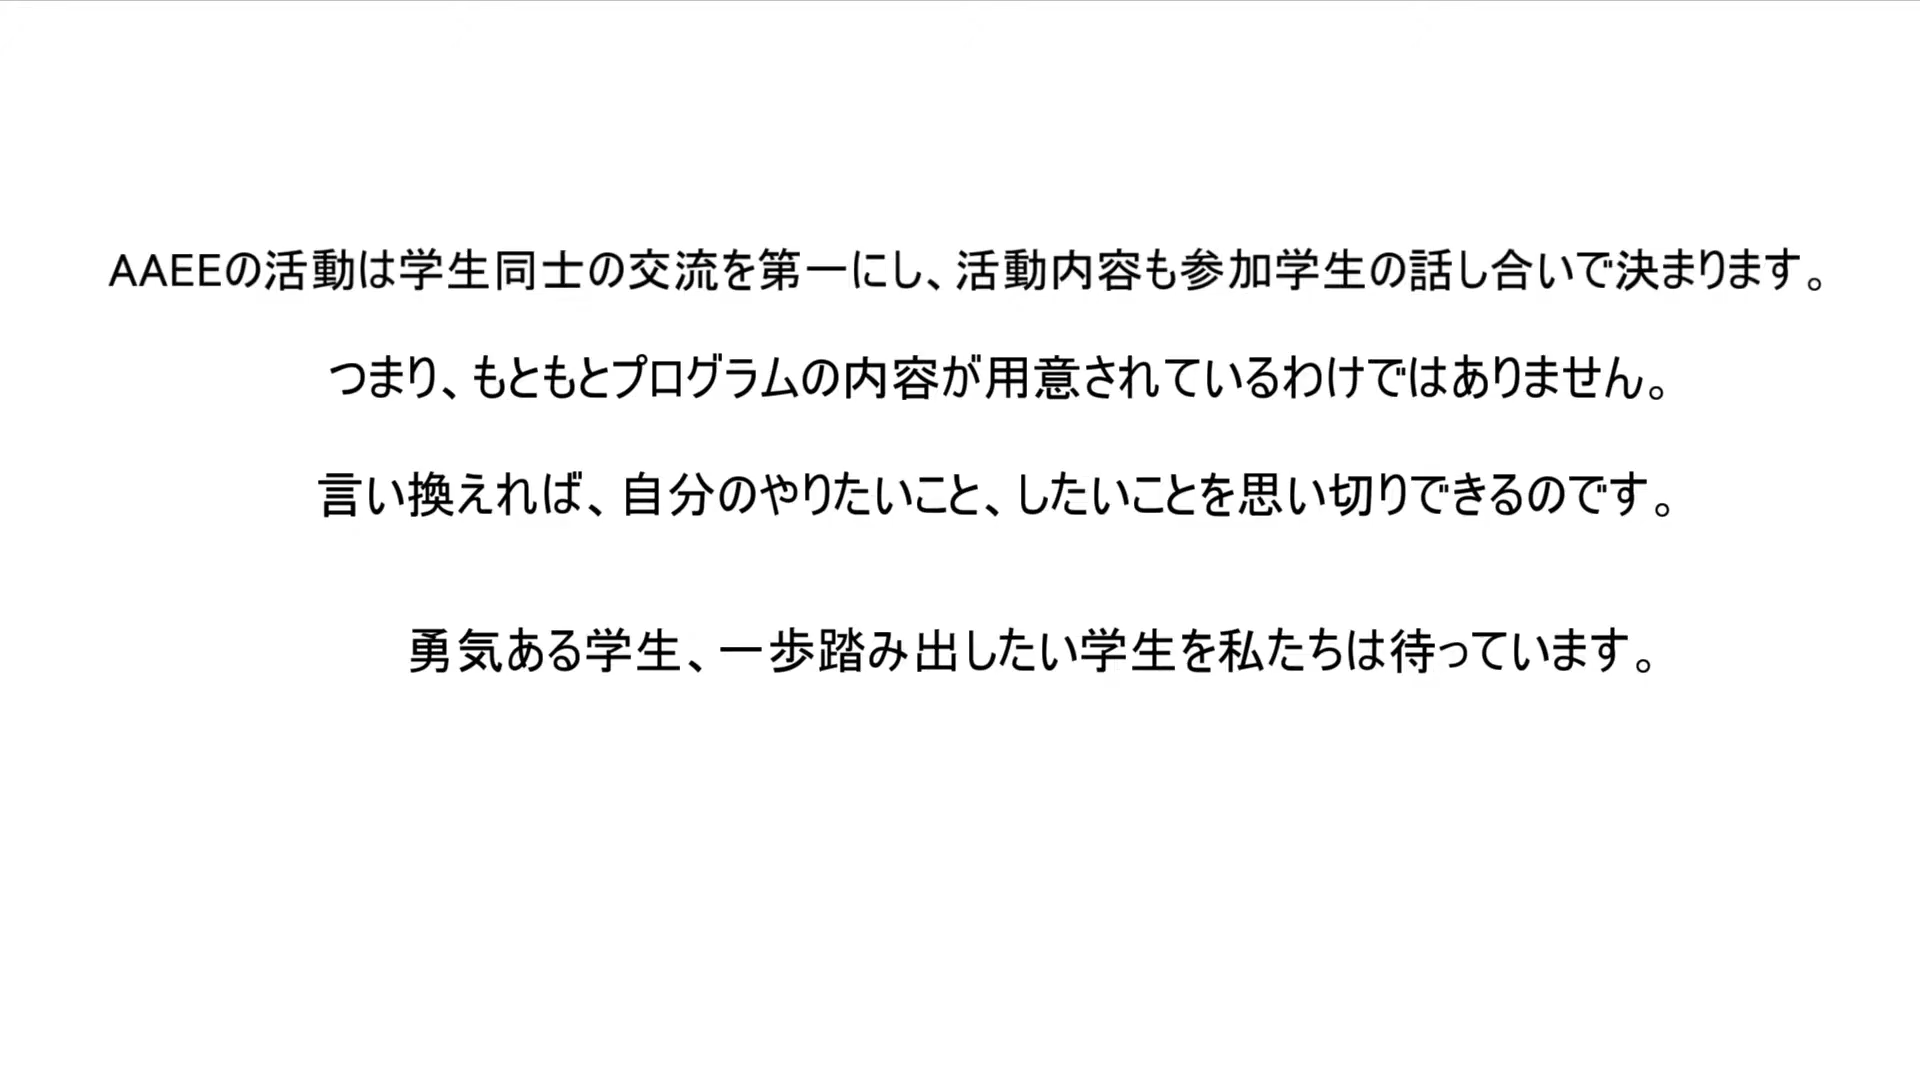 AAEEの活動は学生同士の交流を第一にし、活動内容も参加学生の話し合いで決まります。
つまり、もともとプログラムの内容が用意されているわけではありません。
言い換えれば、自分のやりたいこと、したいことを思い切りできるのです。
勇気ある学生、一歩踏み出したい学生を私たちは待っています。